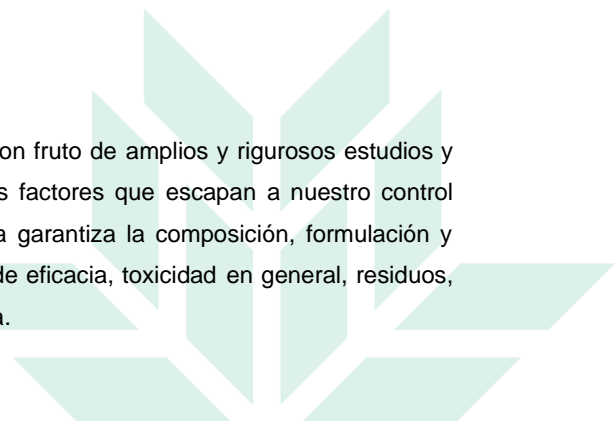 on fruto de amplios y rigurosos estudios y
s factores que escapan a nuestro control
a garantiza la composición, formulación y
de eficacia, toxicidad en general, residuos,
a.